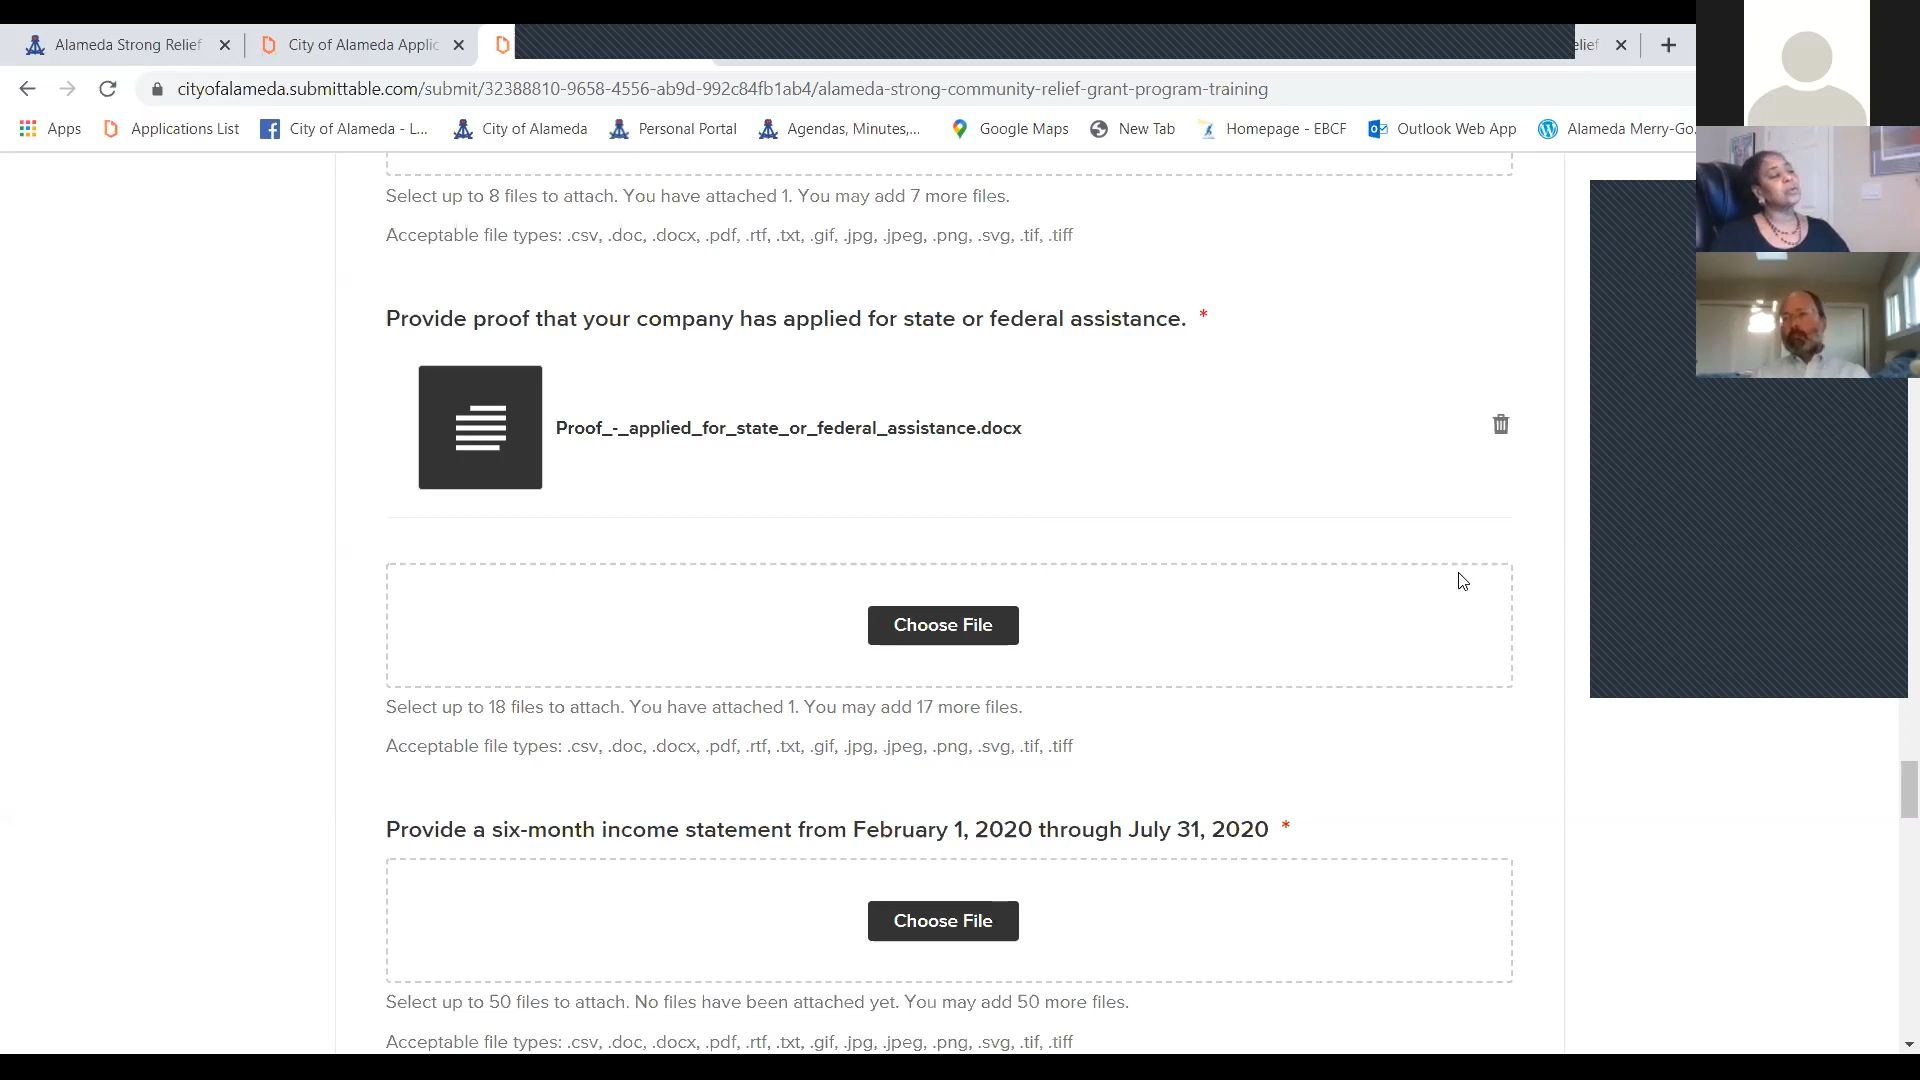 Alameda Strong Relief
City of Alameda Applic
elief
cityofalameda.submittable.com/submit/32388810-9658-4556-ab9d-992c84fb1ab4/alameda-strong-community-relief-grant-program-training
Apps Applications List City of Alameda - L... City of Alameda Personal Portal Agendas, Minutes,... Google Maps New Tab Homepage - EBCF Outlook Web App Alameda Merry-Go.
Select up to 8 files to attach. You have attached 1. You may add 7 more files.
Acceptable file types: .csv, .doc, .docx, .pdf, .rtf, .txt, .gif, .jpg, .jpeg, .png, .svg, .tif, .tiff
Provide proof that your company has applied for state or federal assistance. *
Proof_-_applied_for_state_or_federal_assistance.docx
Choose File
Select up to 18 files to attach. You have attached 1. You may add 17 more files.
Acceptable file types: .csv, .doc, .docx, .pdf, .rtf, .txt, .gif, .jpg, .jpeg, .png, .svg, .tif, .tiff
Provide a six-month income statement from February 1, 2020 through July 31, 2020 *
Choose File
Select up to 50 files to attach. No files have been attached yet. You may add 50 more files.
Acceptable file types: .csv, .doc, .docx, .pdf, .rtf, .txt, .gif, .jpg, .jpeg, .png, .svg, .tif, .tiff